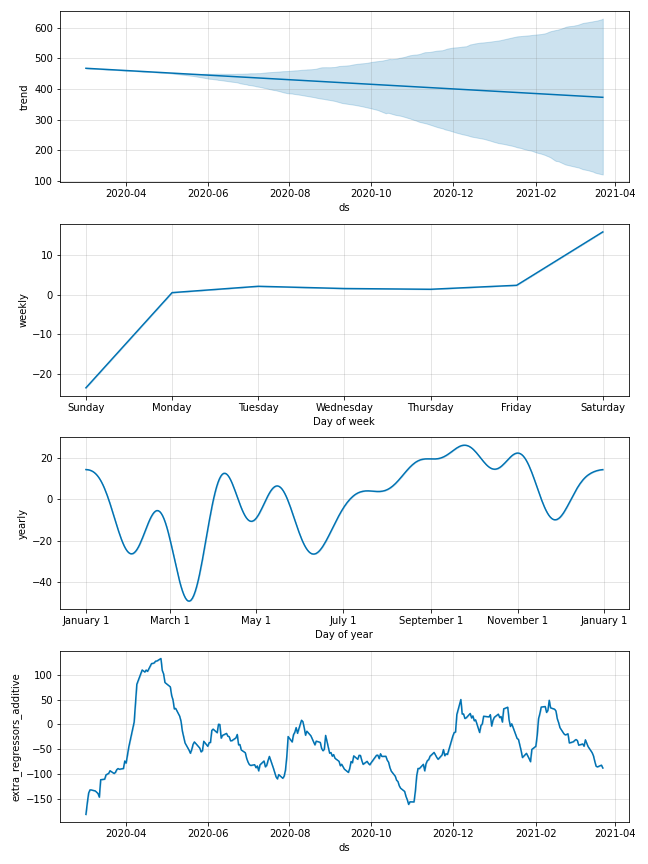 600
500
400
300
200
100
trend
2020-04 2020-06 2020-08 2020-10 2020-12 2021-02 2021-04
ds
10
0
−10
−20
weekly
Sunday Monday Tuesday Wednesday Thursday Friday Saturday
Day of week
20
0
−20
−40
yearly
January 1 March 1 May 1 July 1 September 1 November 1 January 1
Day of year
100
50
0
−50
−100
−150
extra_regressors_additive
2020-04 2020-06 2020-08 2020-10 2020-12 2021-02 2021-04
ds